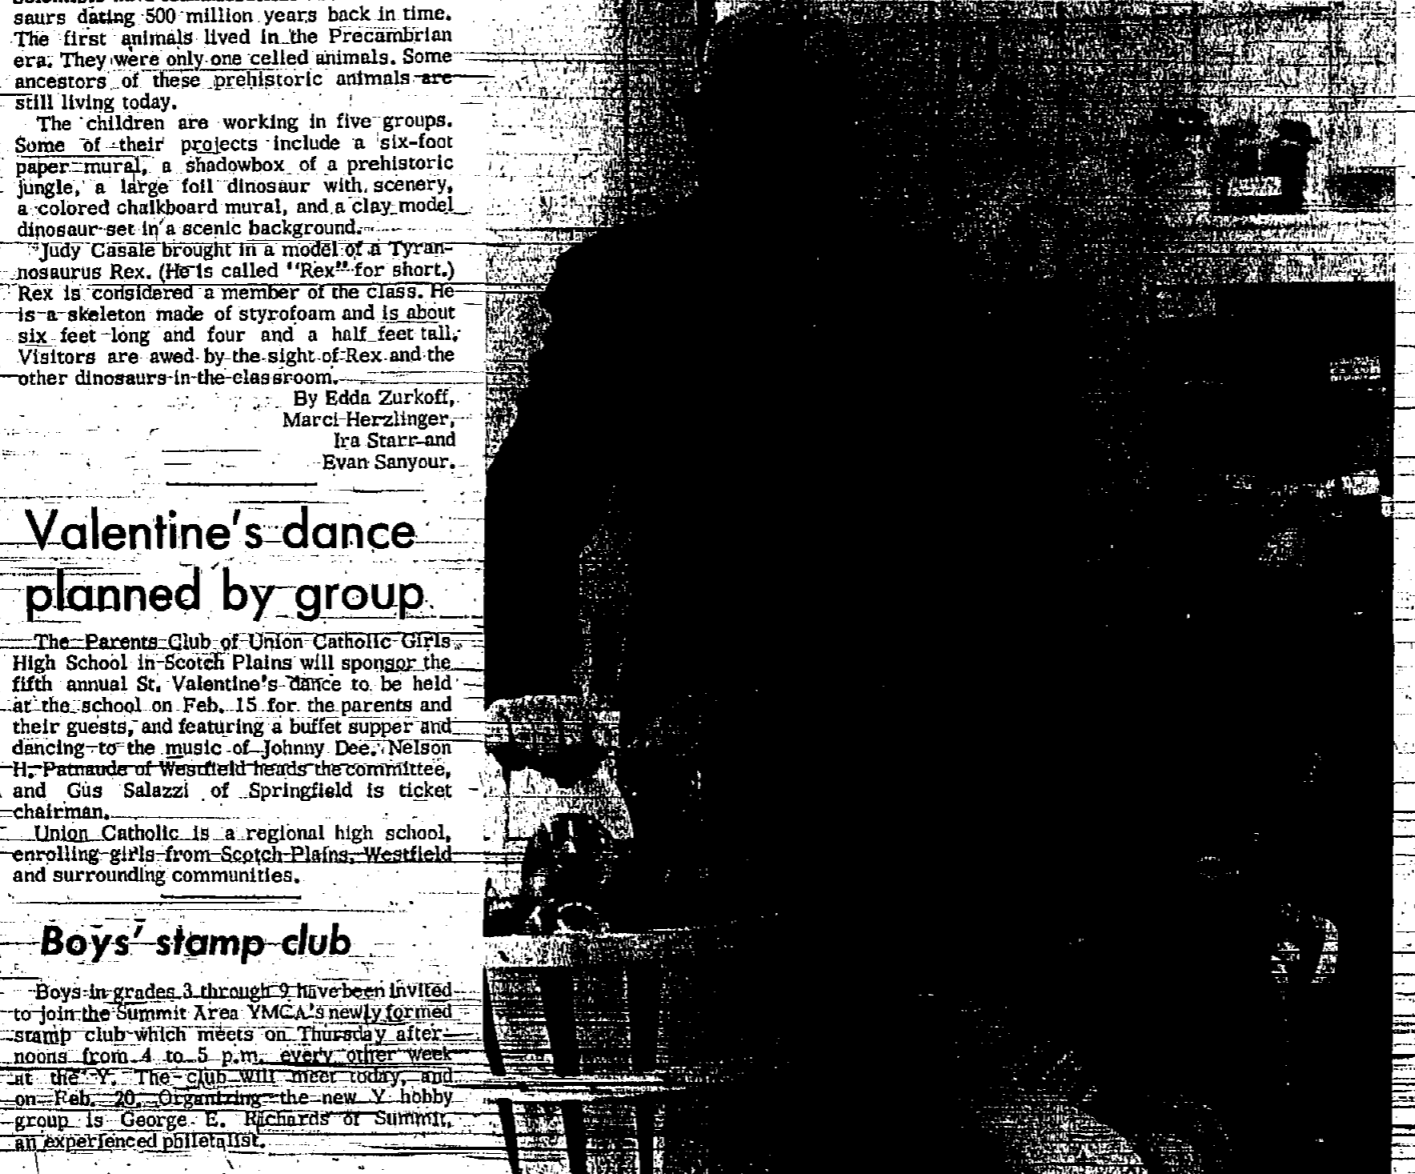 saurs dating 500 million years back in time.
The first animals lived in the Precambrian
era. They were only one celled animals. Some
ancestors of these prehistoric animals are
still living today.
The children are working in five groups.
Some of their projects include a six-foot
paper mural, a shadowbox of a prehistoric
jungle, a large foil dinosaur with scenery,
a colored chalkboard mural, and a clay model
dinosaur set in a scenic background.
Judy Casale brought in a model of a Tyran-
nosaurus Rex. (He is called "Rex" for short.)
Rex is considered a member of the class. He
is a skeleton made of styrofoam and is about
six feet long and four and a half feet tall.
Visitors are awed by the sight of Rex and the
other dinosaurs in the classroom.
By Edda Zurkoff,
Marci Herzlinger,
Ira Starr and
Evan Sanyour.
Valentine's dance
planned by group
The Parents Club of Union Catholic Girls
High School in Scotch Plains will sponsor the
fifth annual St. Valentine's dance to be held
at the school on Feb. 15 for the parents and
their guests, and featuring a buffet supper and
dancing to the music of Johnny Dee. Nelson
H. Patnaude of Westfield heads the committee,
and Gus Salazzi of Springfield is ticket
chairman.
Union Catholic is a regional high school,
enrolling girls from Scotch Plains, Westfield
and surrounding communities.
Boys' stamp club
Boys in grades 3 through 9 have been invited
to join the Summit Area YMCA's newly formed
stamp club which meets on Thursday after-
noons from 4 to 5 p.m. every other week
at the Y. The club will meet today, and
on Feb. 20. Organizing the new Y hobby
group is George E. Richards of Summit,
an experienced philetalist.